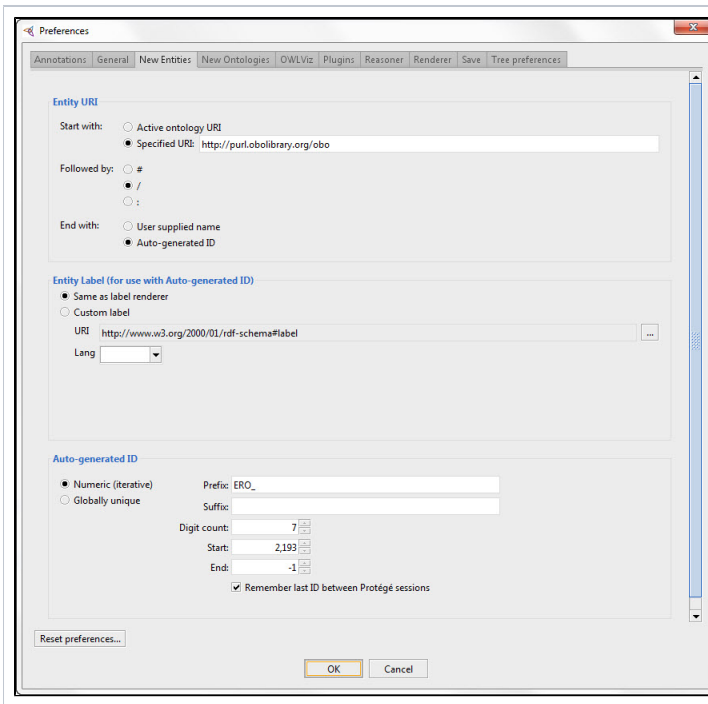 Preferences
Annotations General New Entities New Ontologies OWLViz Plugins Reasoner Renderer Save Tree preferences
Entity URI
Start with: Active ontology URI
Specified URI: http://purl.obolibrary.org/obo
Followed by: #
/
:
End with: User supplied name
Auto-generated ID
Entity Label (for use with Auto-generated ID)
Same as label renderer
Custom label
URI http://www.w3.org/2000/01/rdf-schema#label ...
Lang
Auto-generated ID
Numeric (iterative) Prefix: ERO_
Globally unique Suffix:
Digit count: 7
Start: 2,193
End: -1
Remember last ID between Protégé sessions
Reset preferences...
OK Cancel